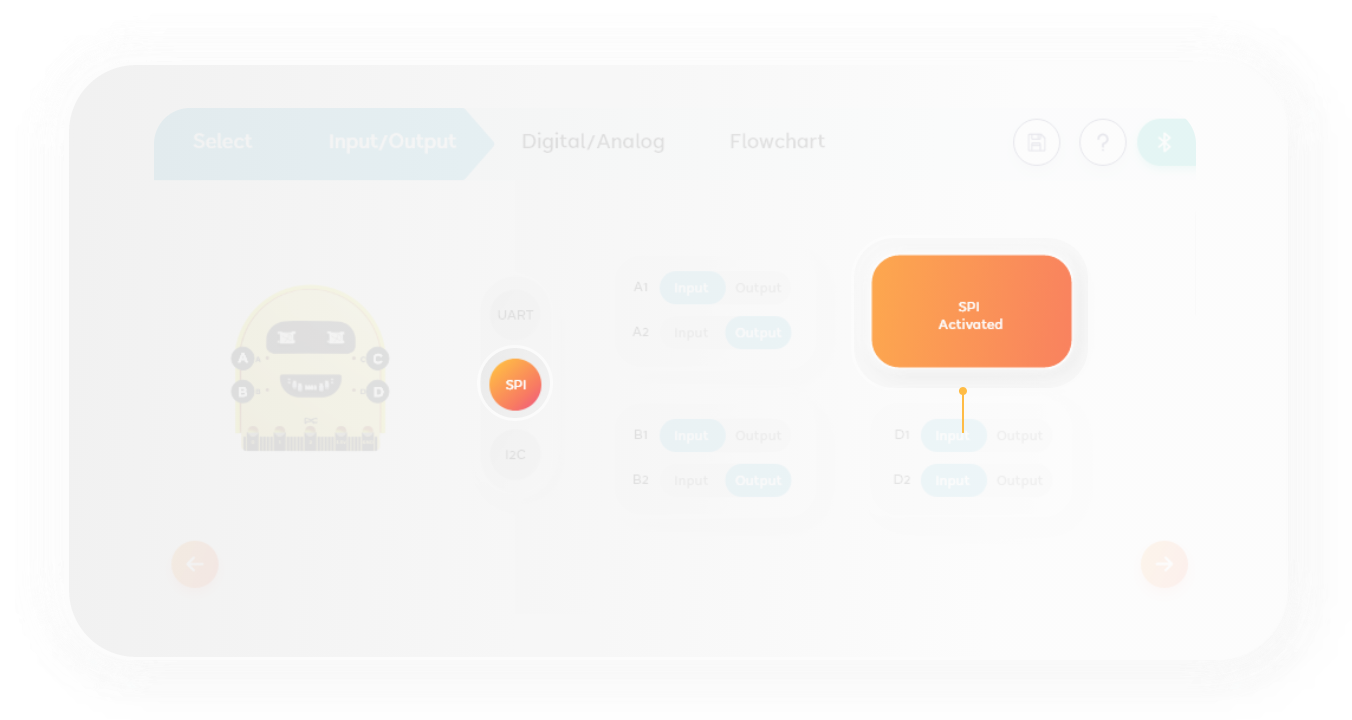 Select Input/Output Digital/Analog Flowchart ?
A1 Input Output
A2 Input Output
SPI
Activated
UART
SPI
I2C
A C
B D
B1 Input Output
B2 Input Output
D1 Input Output
D2 Input Output